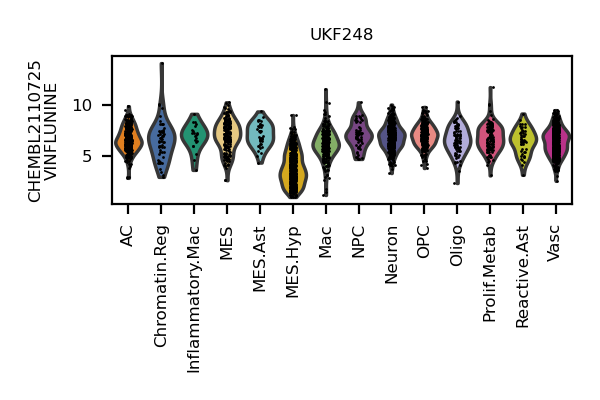 UKF248
CHEMBL2110725
VINFLUNINE
10
5
AC
Chromatin.Reg
Inflammatory.Mac
MES
MES.Ast
MES.Hyp
Mac
NPC
Neuron
OPC
Oligo
Prolif.Metab
Reactive.Ast
Vasc